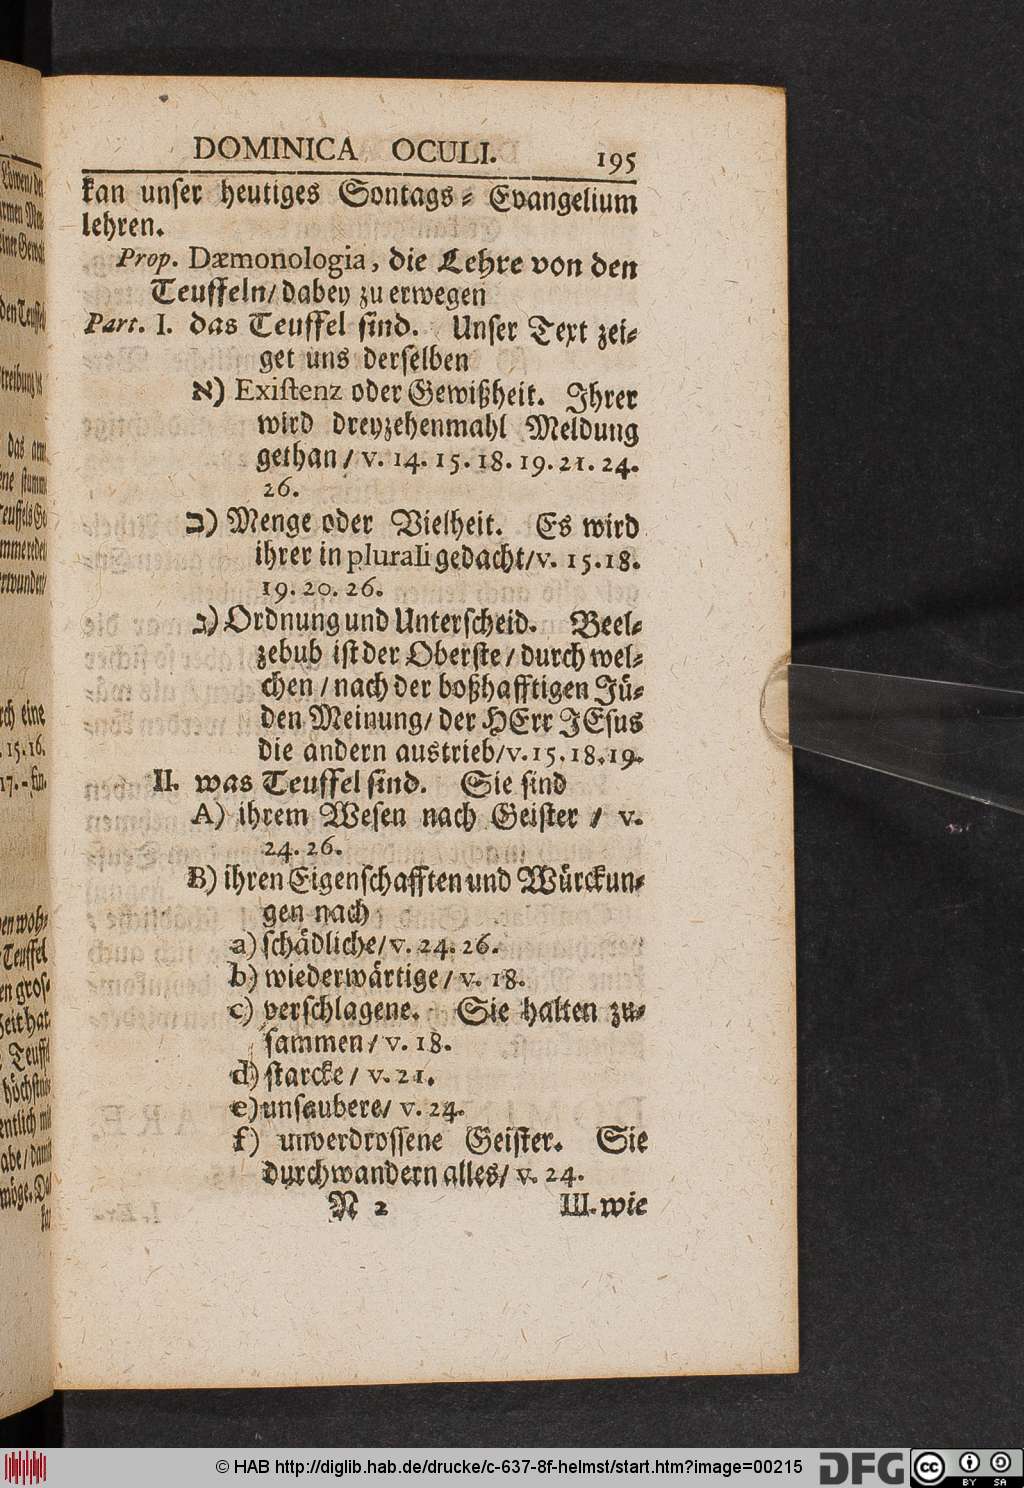 DOMINICA OCULI. 195
kan unser heutiges Sontags = Evangelium
lehren.
Prop. Dæmonologia, die Lehre von den
Teuffeln/ dabey zu erwegen
Part. I. das Teuffel sind. Unser Text zei=
get uns derselben
א) Existenz oder Gewißheit. Ihrer
wird dreyzehenmahl Meldung
gethan / v. 14. 15. 18. 19. 21. 24.
26.
ב) Menge oder Vielheit. Es wird
ihrer in plurali gedacht/ v. 15. 18.
19. 20. 26.
ג) Ordnung und Unterscheid. Beel=
zebub ist der Oberste / durch wel=
chen / nach der boßhafftigen Jü=
den Meinung/ der HErr JEsus
die andern austrieb/ v. 15. 18. 19.
II. was Teuffel sind. Sie sind
A) ihrem Wesen nach Geister / v.
24. 26.
B) ihren Eigenschafften und Würckun=
gen nach
a) schädliche/ v. 24. 26.
b) wiederwärtige / v. 18.
c) verschlagene. Sie halten zu=
sammen / v. 18.
d) starcke / v. 21.
e) unsaubere/ v. 24.
f) unverdrossene Geister. Sie
durchwandern alles/ v. 24.
N 2 III. wie
© HAB http://diglib.hab.de/drucke/c-637-8f-helmst/start.htm?image=00215
DFG cc BY SA